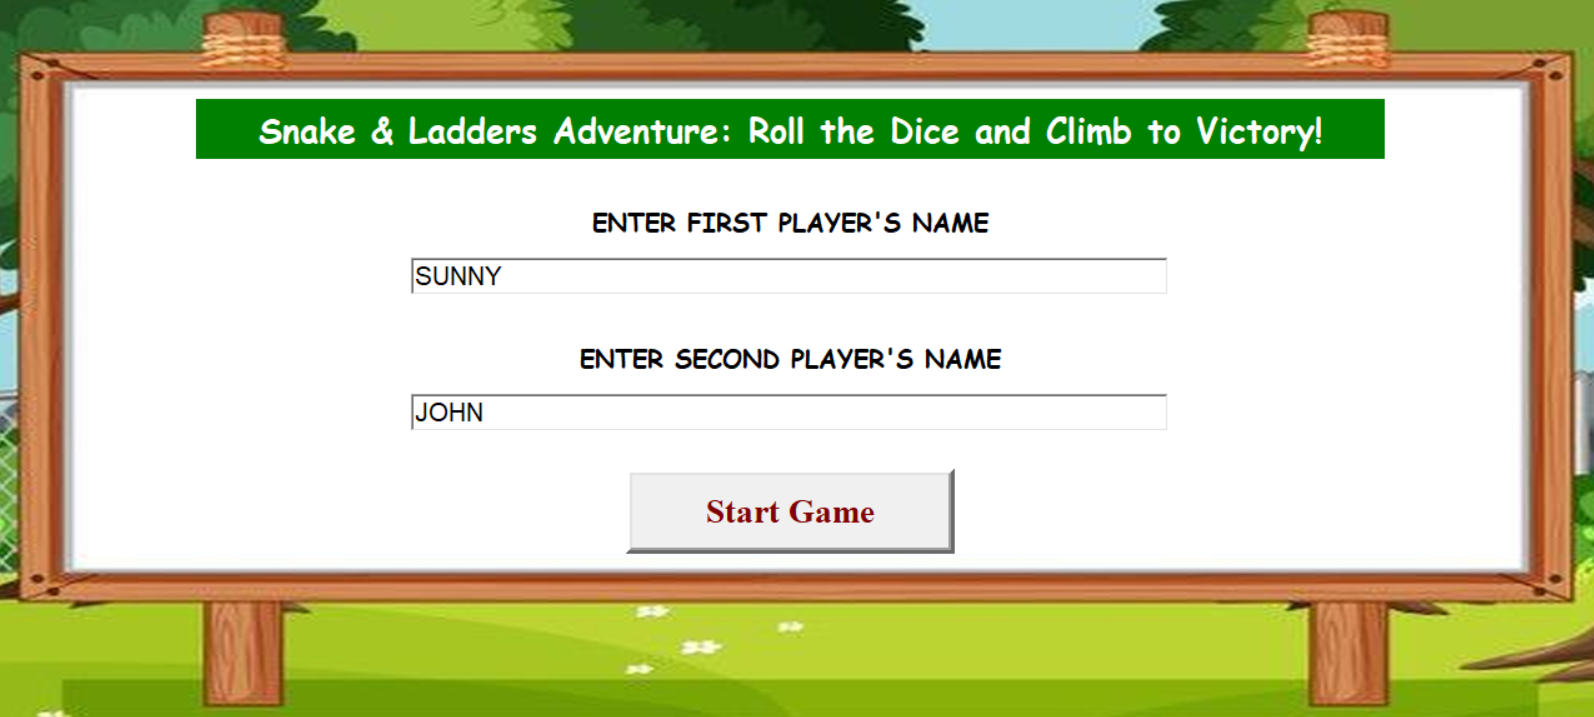 Snake & Ladders Adventure: Roll the Dice and Climb to Victory!
ENTER FIRST PLAYER'S NAME
SUNNY
ENTER SECOND PLAYER'S NAME
JOHN
Start Game